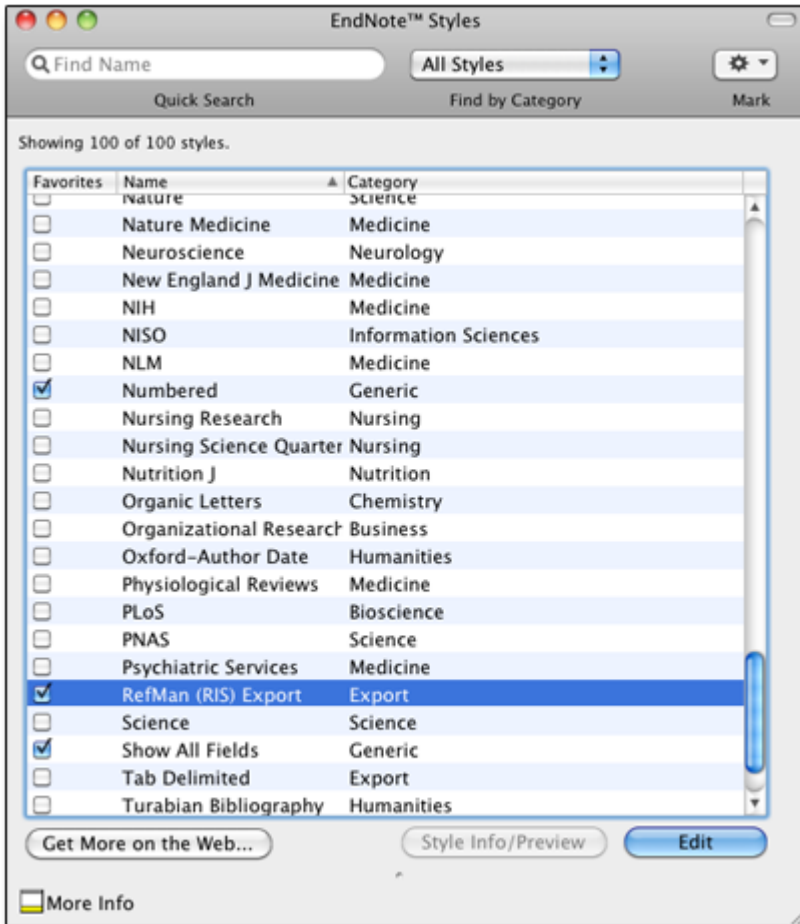 EndNote™ Styles
Find Name All Styles
Quick Search Find by Category Mark
Showing 100 of 100 styles.
Favorites Name Category
Nature Science
Nature Medicine Medicine
Neuroscience Neurology
New England J Medicine Medicine
NIH Medicine
NISO Information Sciences
NLM Medicine
Numbered Generic
Nursing Research Nursing
Nursing Science Quarter Nursing
Nutrition J Nutrition
Organic Letters Chemistry
Organizational Research Business
Oxford-Author Date Humanities
Physiological Reviews Medicine
PLoS Bioscience
PNAS Science
Psychiatric Services Medicine
RefMan (RIS) Export Export
Science Science
Show All Fields Generic
Tab Delimited Export
Turabian Bibliography Humanities
Get More on the Web... Style Info/Preview Edit
More Info